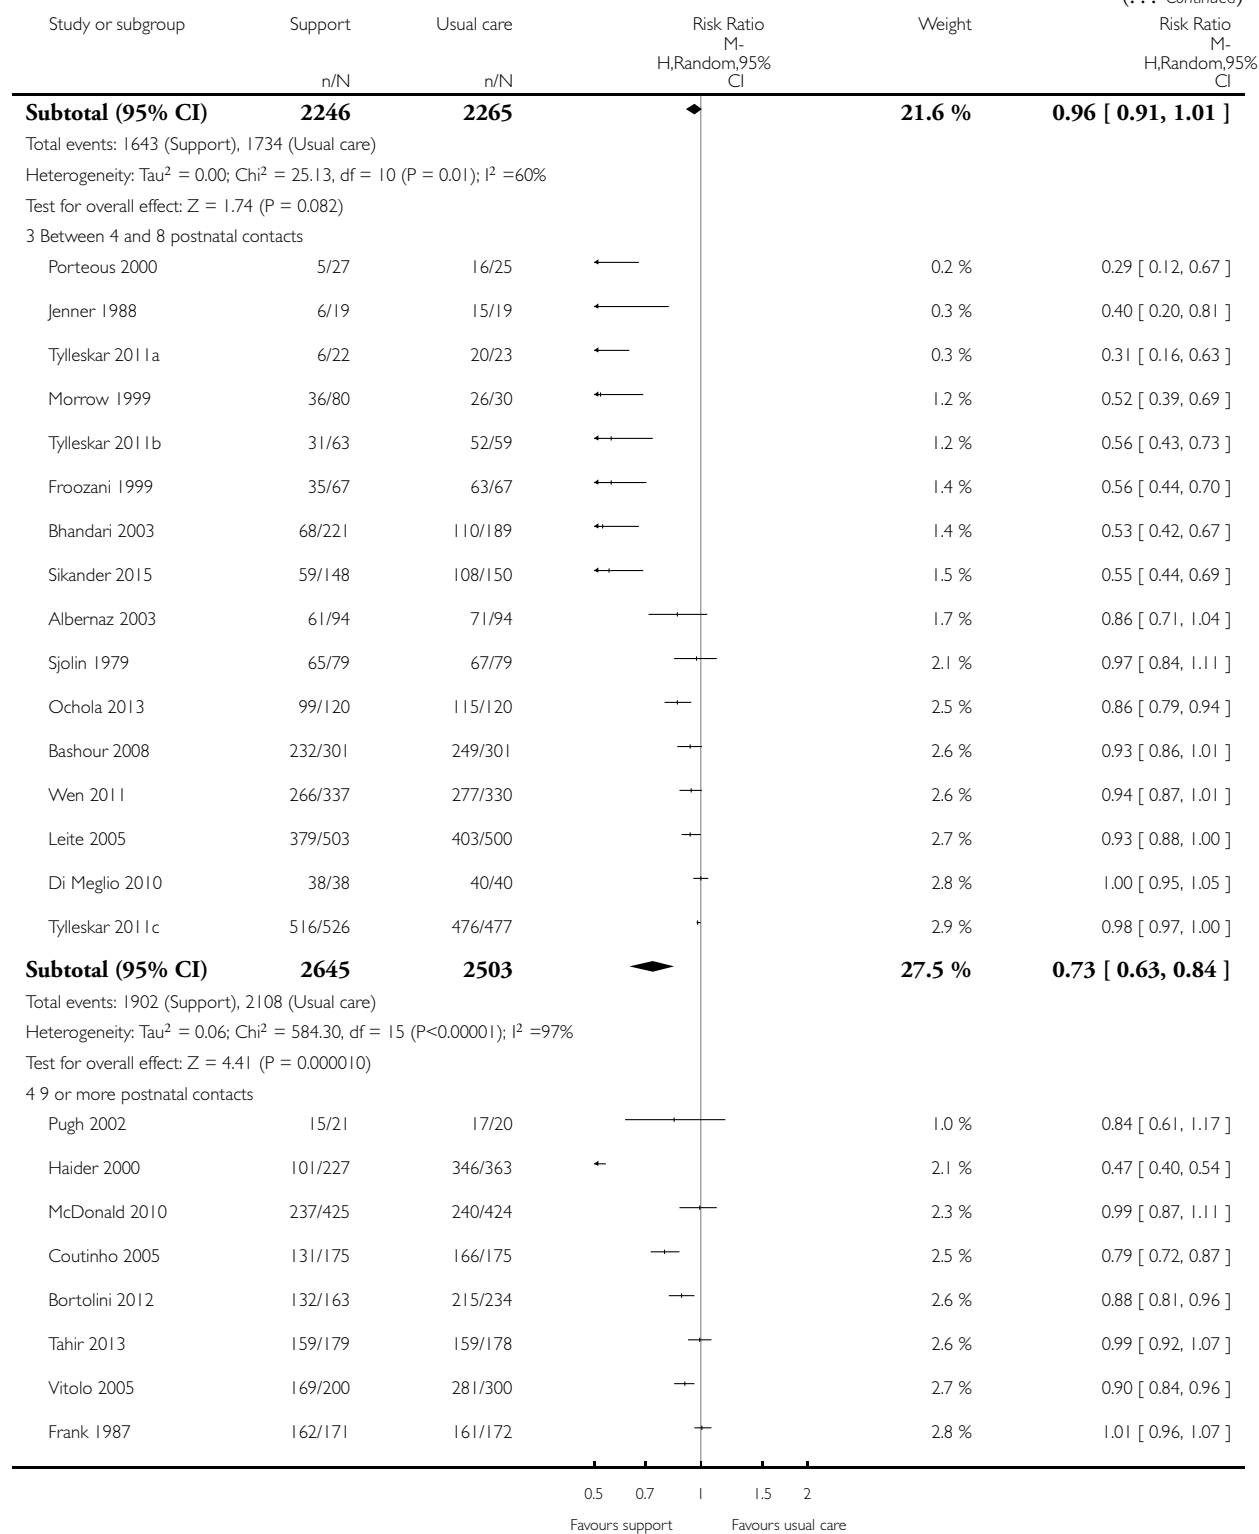 (. . . Continued)
Study or subgroup Support Usual care Risk Ratio Weight Risk Ratio
M- M-
H,Random,95% H,Random,95%
n/N n/N CI CI
Subtotal (95% CI) 2246 2265 21.6 % 0.96 [ 0.91, 1.01 ]
Total events: 1643 (Support), 1734 (Usual care)
Heterogeneity: Tau² = 0.00; Chi² = 25.13, df = 10 (P = 0.01); I² =60%
Test for overall effect: Z = 1.74 (P = 0.082)
3 Between 4 and 8 postnatal contacts
Porteous 2000 5/27 16/25 0.2 % 0.29 [ 0.12, 0.67 ]
Jenner 1988 6/19 15/19 0.3 % 0.40 [ 0.20, 0.81 ]
Tylleskar 2011a 6/22 20/23 0.3 % 0.31 [ 0.16, 0.63 ]
Morrow 1999 36/80 26/30 1.2 % 0.52 [ 0.39, 0.69 ]
Tylleskar 2011b 31/63 52/59 1.2 % 0.56 [ 0.43, 0.73 ]
Froozani 1999 35/67 63/67 1.4 % 0.56 [ 0.44, 0.70 ]
Bhandari 2003 68/221 110/189 1.4 % 0.53 [ 0.42, 0.67 ]
Sikander 2015 59/148 108/150 1.5 % 0.55 [ 0.44, 0.69 ]
Albernaz 2003 61/94 71/94 1.7 % 0.86 [ 0.71, 1.04 ]
Sjolin 1979 65/79 67/79 2.1 % 0.97 [ 0.84, 1.11 ]
Ochola 2013 99/120 115/120 2.5 % 0.86 [ 0.79, 0.94 ]
Bashour 2008 232/301 249/301 2.6 % 0.93 [ 0.86, 1.01 ]
Wen 2011 266/337 277/330 2.6 % 0.94 [ 0.87, 1.01 ]
Leite 2005 379/503 403/500 2.7 % 0.93 [ 0.88, 1.00 ]
Di Meglio 2010 38/38 40/40 2.8 % 1.00 [ 0.95, 1.05 ]
Tylleskar 2011c 516/526 476/477 2.9 % 0.98 [ 0.97, 1.00 ]
Subtotal (95% CI) 2645 2503 27.5 % 0.73 [ 0.63, 0.84 ]
Total events: 1902 (Support), 2108 (Usual care)
Heterogeneity: Tau² = 0.06; Chi² = 584.30, df = 15 (P<0.00001); I² =97%
Test for overall effect: Z = 4.41 (P = 0.000010)
4 9 or more postnatal contacts
Pugh 2002 15/21 17/20 1.0 % 0.84 [ 0.61, 1.17 ]
Haider 2000 101/227 346/363 2.1 % 0.47 [ 0.40, 0.54 ]
McDonald 2010 237/425 240/424 2.3 % 0.99 [ 0.87, 1.11 ]
Coutinho 2005 131/175 166/175 2.5 % 0.79 [ 0.72, 0.87 ]
Bortolini 2012 132/163 215/234 2.6 % 0.88 [ 0.81, 0.96 ]
Tahir 2013 159/179 159/178 2.6 % 0.99 [ 0.92, 1.07 ]
Vitolo 2005 169/200 281/300 2.7 % 0.90 [ 0.84, 0.96 ]
Frank 1987 162/171 161/172 2.8 % 1.01 [ 0.96, 1.07 ]
0.5 0.7 1 1.5 2
Favours support Favours usual care